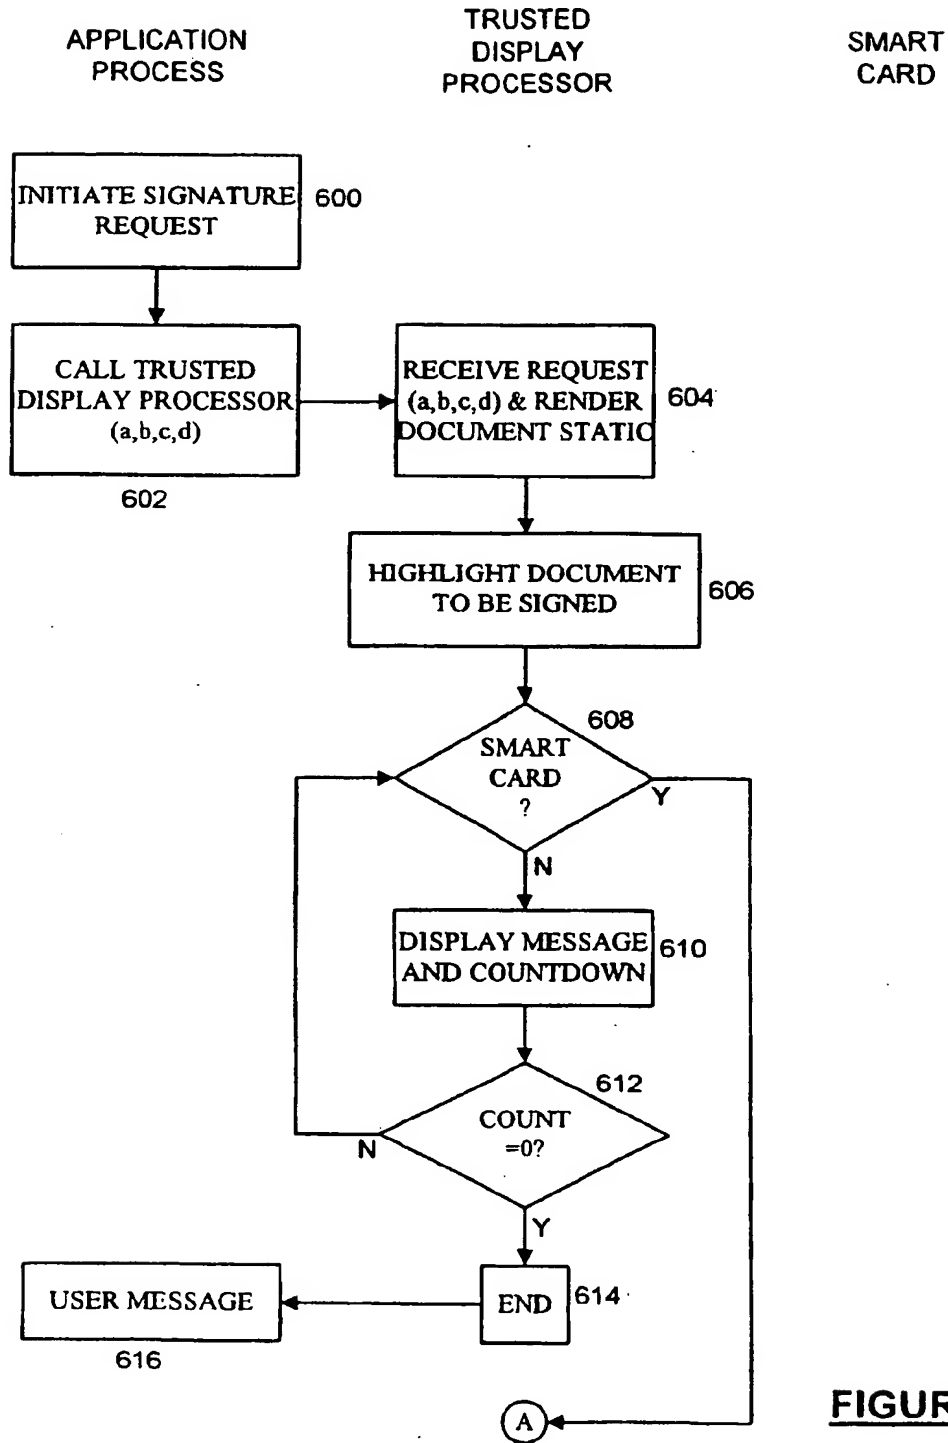 APPLICATION
PROCESS
TRUSTED
DISPLAY
PROCESSOR
SMART
CARD
INITIATE SIGNATURE
REQUEST
600
CALL TRUSTED
DISPLAY PROCESSOR
(a,b,c,d)
602
RECEIVE REQUEST
(a,b,c,d) & RENDER
DOCUMENT STATIC
604
HIGHLIGHT DOCUMENT
TO BE SIGNED
606
SMART
CARD
?
608
Y
N
DISPLAY MESSAGE
AND COUNTDOWN
610
COUNT
=0?
612
N
Y
END
614
USER MESSAGE
616
A
FIGUR